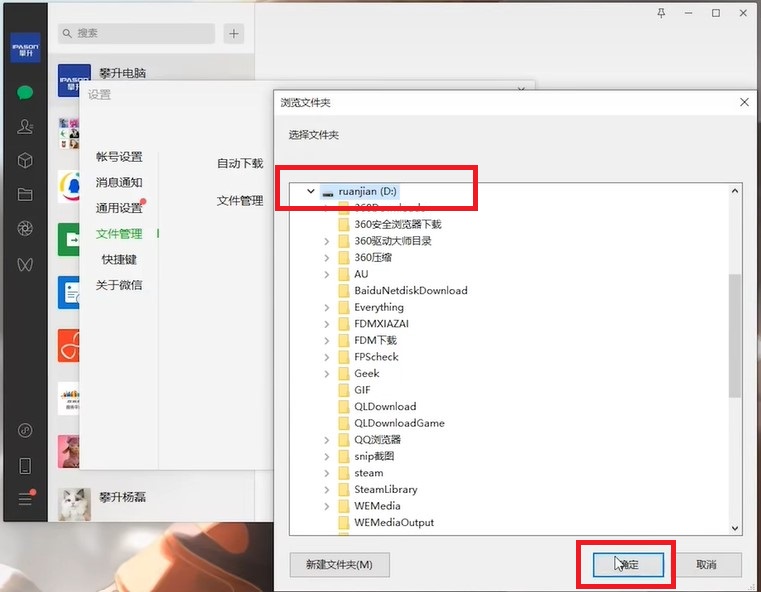 IPASON
攀升
搜索
攀升电脑
IPASON
设置
帐号设置
消息通知
通用设置
文件管理
快捷键
关于微信
自动下载
文件管理
攀升杨磊
浏览文件夹
选择文件夹
ruanjian (D:)
360安全浏览器下载
360驱动大师目录
360压缩
AU
BaiduNetdiskDownload
Everything
FDMXIAZAI
FDM下载
FPScheck
Geek
GIF
QLDownload
QLDownloadGame
QQ浏览器
snip截图
steam
SteamLibrary
WEMedia
WEMediaOutput
新建文件夹(M)
确定
取消